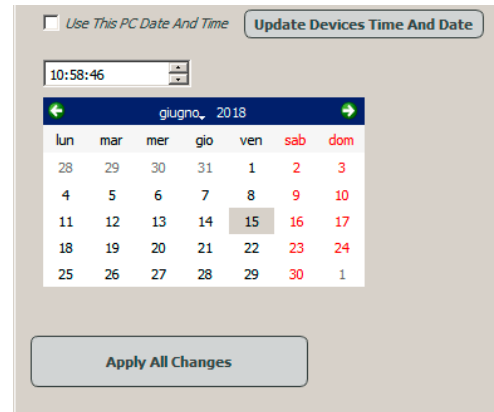 Use This PC Date And Time Update Devices Time And Date
10:58:46
giugno, 2018
lun mar mer gio ven sab dom
28 29 30 31 1 2 3
4 5 6 7 8 9 10
11 12 13 14 15 16 17
18 19 20 21 22 23 24
25 26 27 28 29 30 1
Apply All Changes